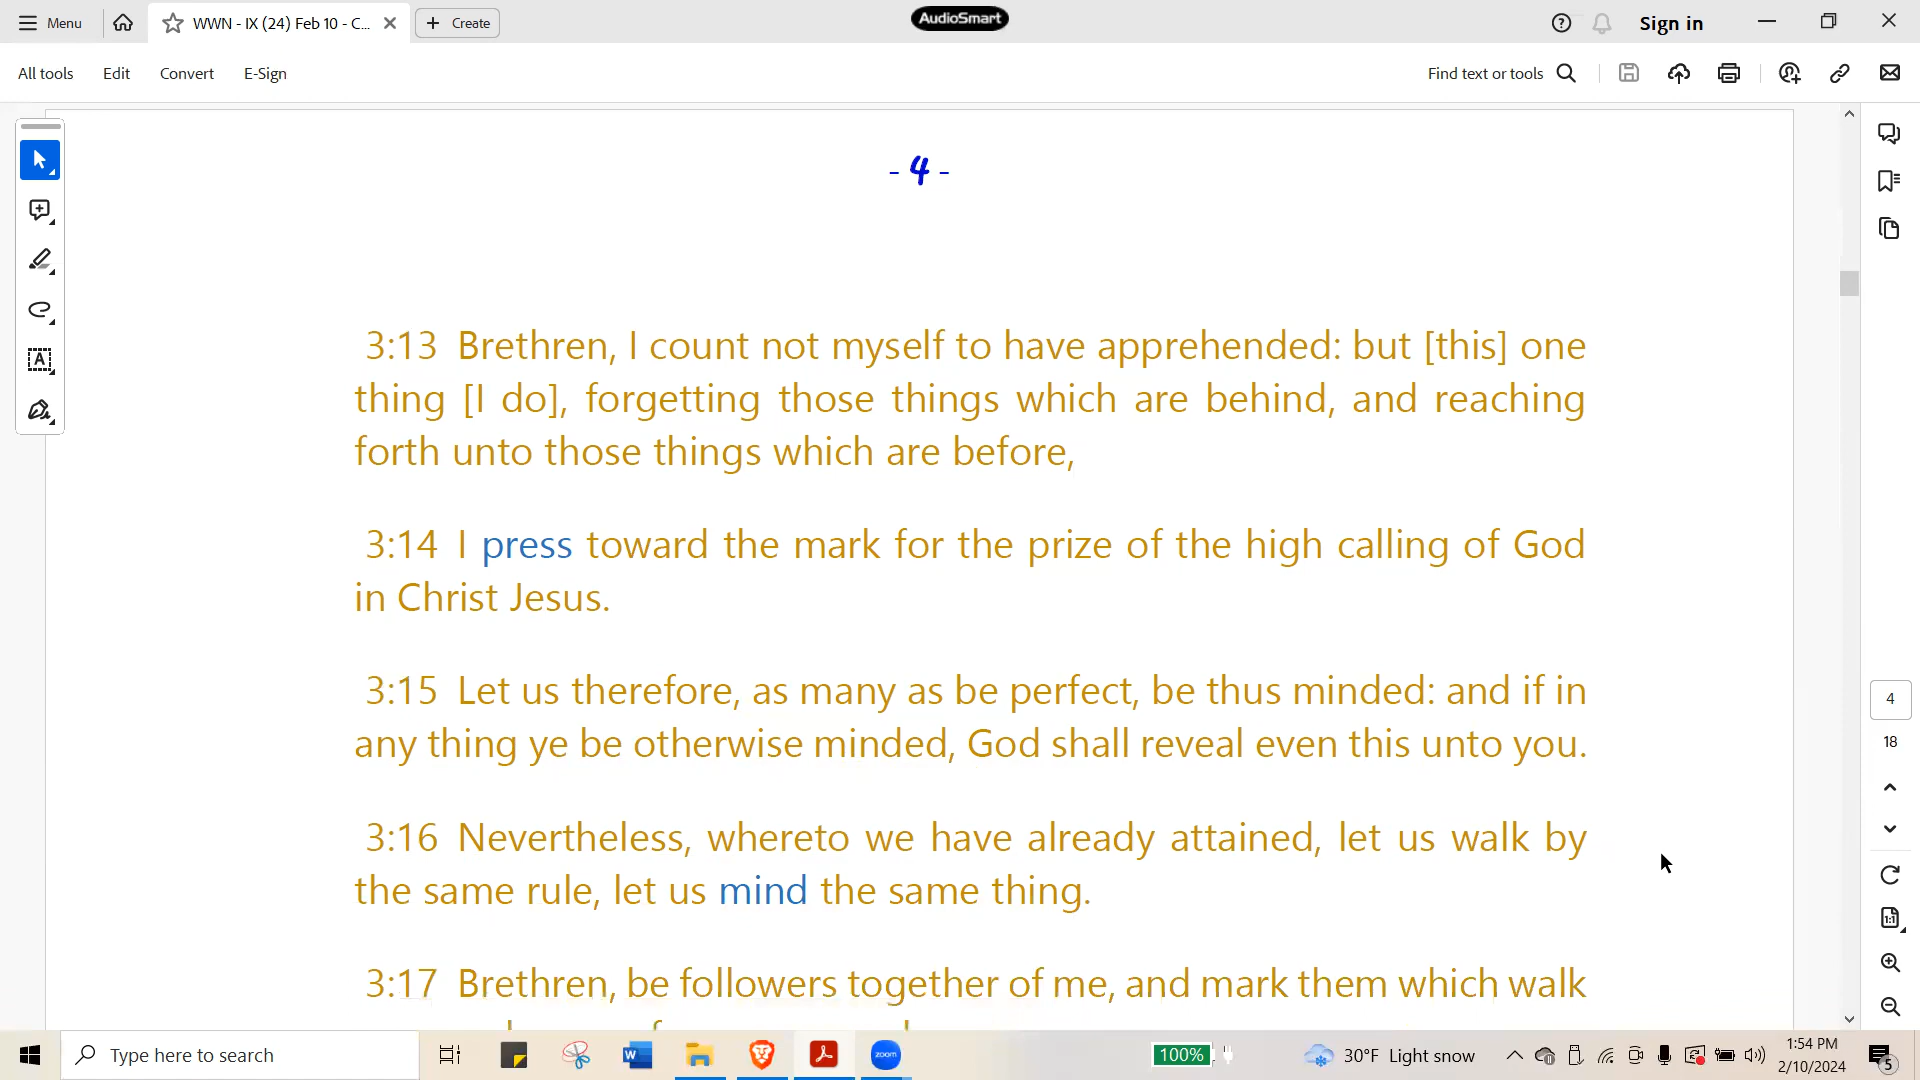 Menu
WWN - IX (24) Feb 10 - C...
Create
AudioSmart
Sign in
All tools
Edit
Convert
E-Sign
Find text or tools
- 4 -
3:13 Brethren, I count not myself to have apprehended: but [this] one
thing [I do], forgetting those things which are behind, and reaching
forth unto those things which are before,
3:14 I press toward the mark for the prize of the high calling of God
in Christ Jesus.
3:15 Let us therefore, as many as be perfect, be thus minded: and if in
any thing ye be otherwise minded, God shall reveal even this unto you.
3:16 Nevertheless, whereto we have already attained, let us walk by
the same rule, let us mind the same thing.
3:17 Brethren, be followers together of me, and mark them which walk
4
18
Type here to search
zoom
100%
30°F Light snow
1:54 PM
2/10/2024
5